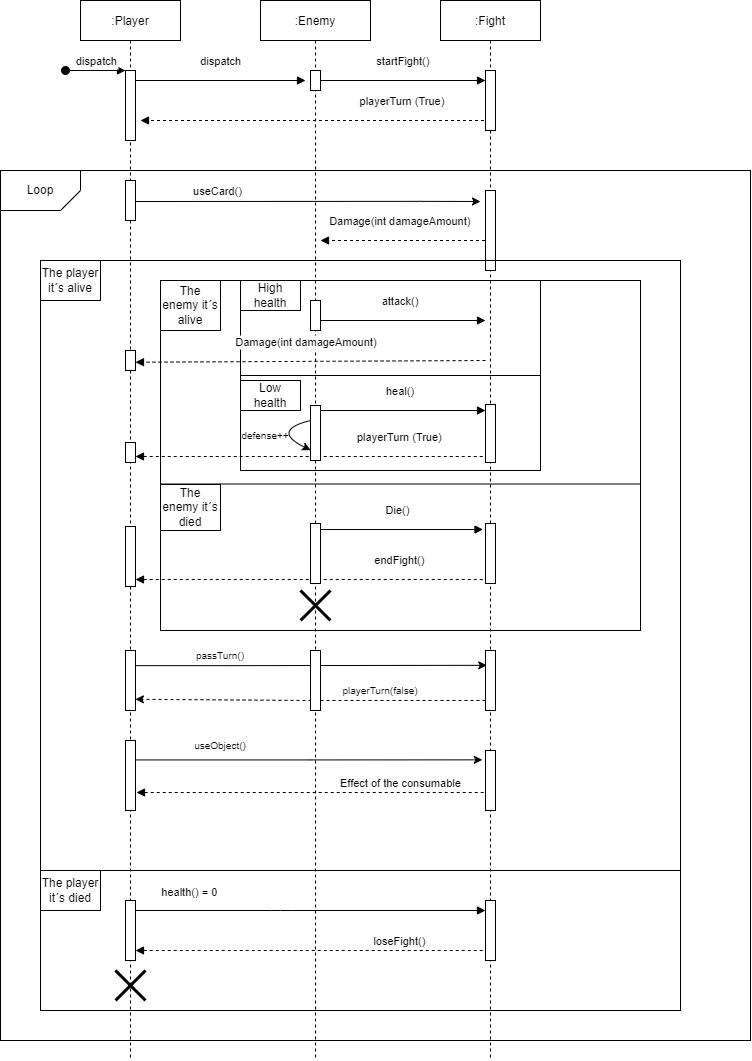 :Player
:Enemy
:Fight
dispatch
dispatch
startFight()
playerTurn (True)
Loop
useCard()
Damage(int damageAmount)
The player
it´s alive
The
enemy it´s
alive
High
health
attack()
Damage(int damageAmount)
Low
health
heal()
defense++
playerTurn (True)
The
enemy it´s
died
Die()
endFight()
passTurn()
playerTurn(false)
useObject()
Effect of the consumable
The player
it´s died
health() = 0
loseFight()